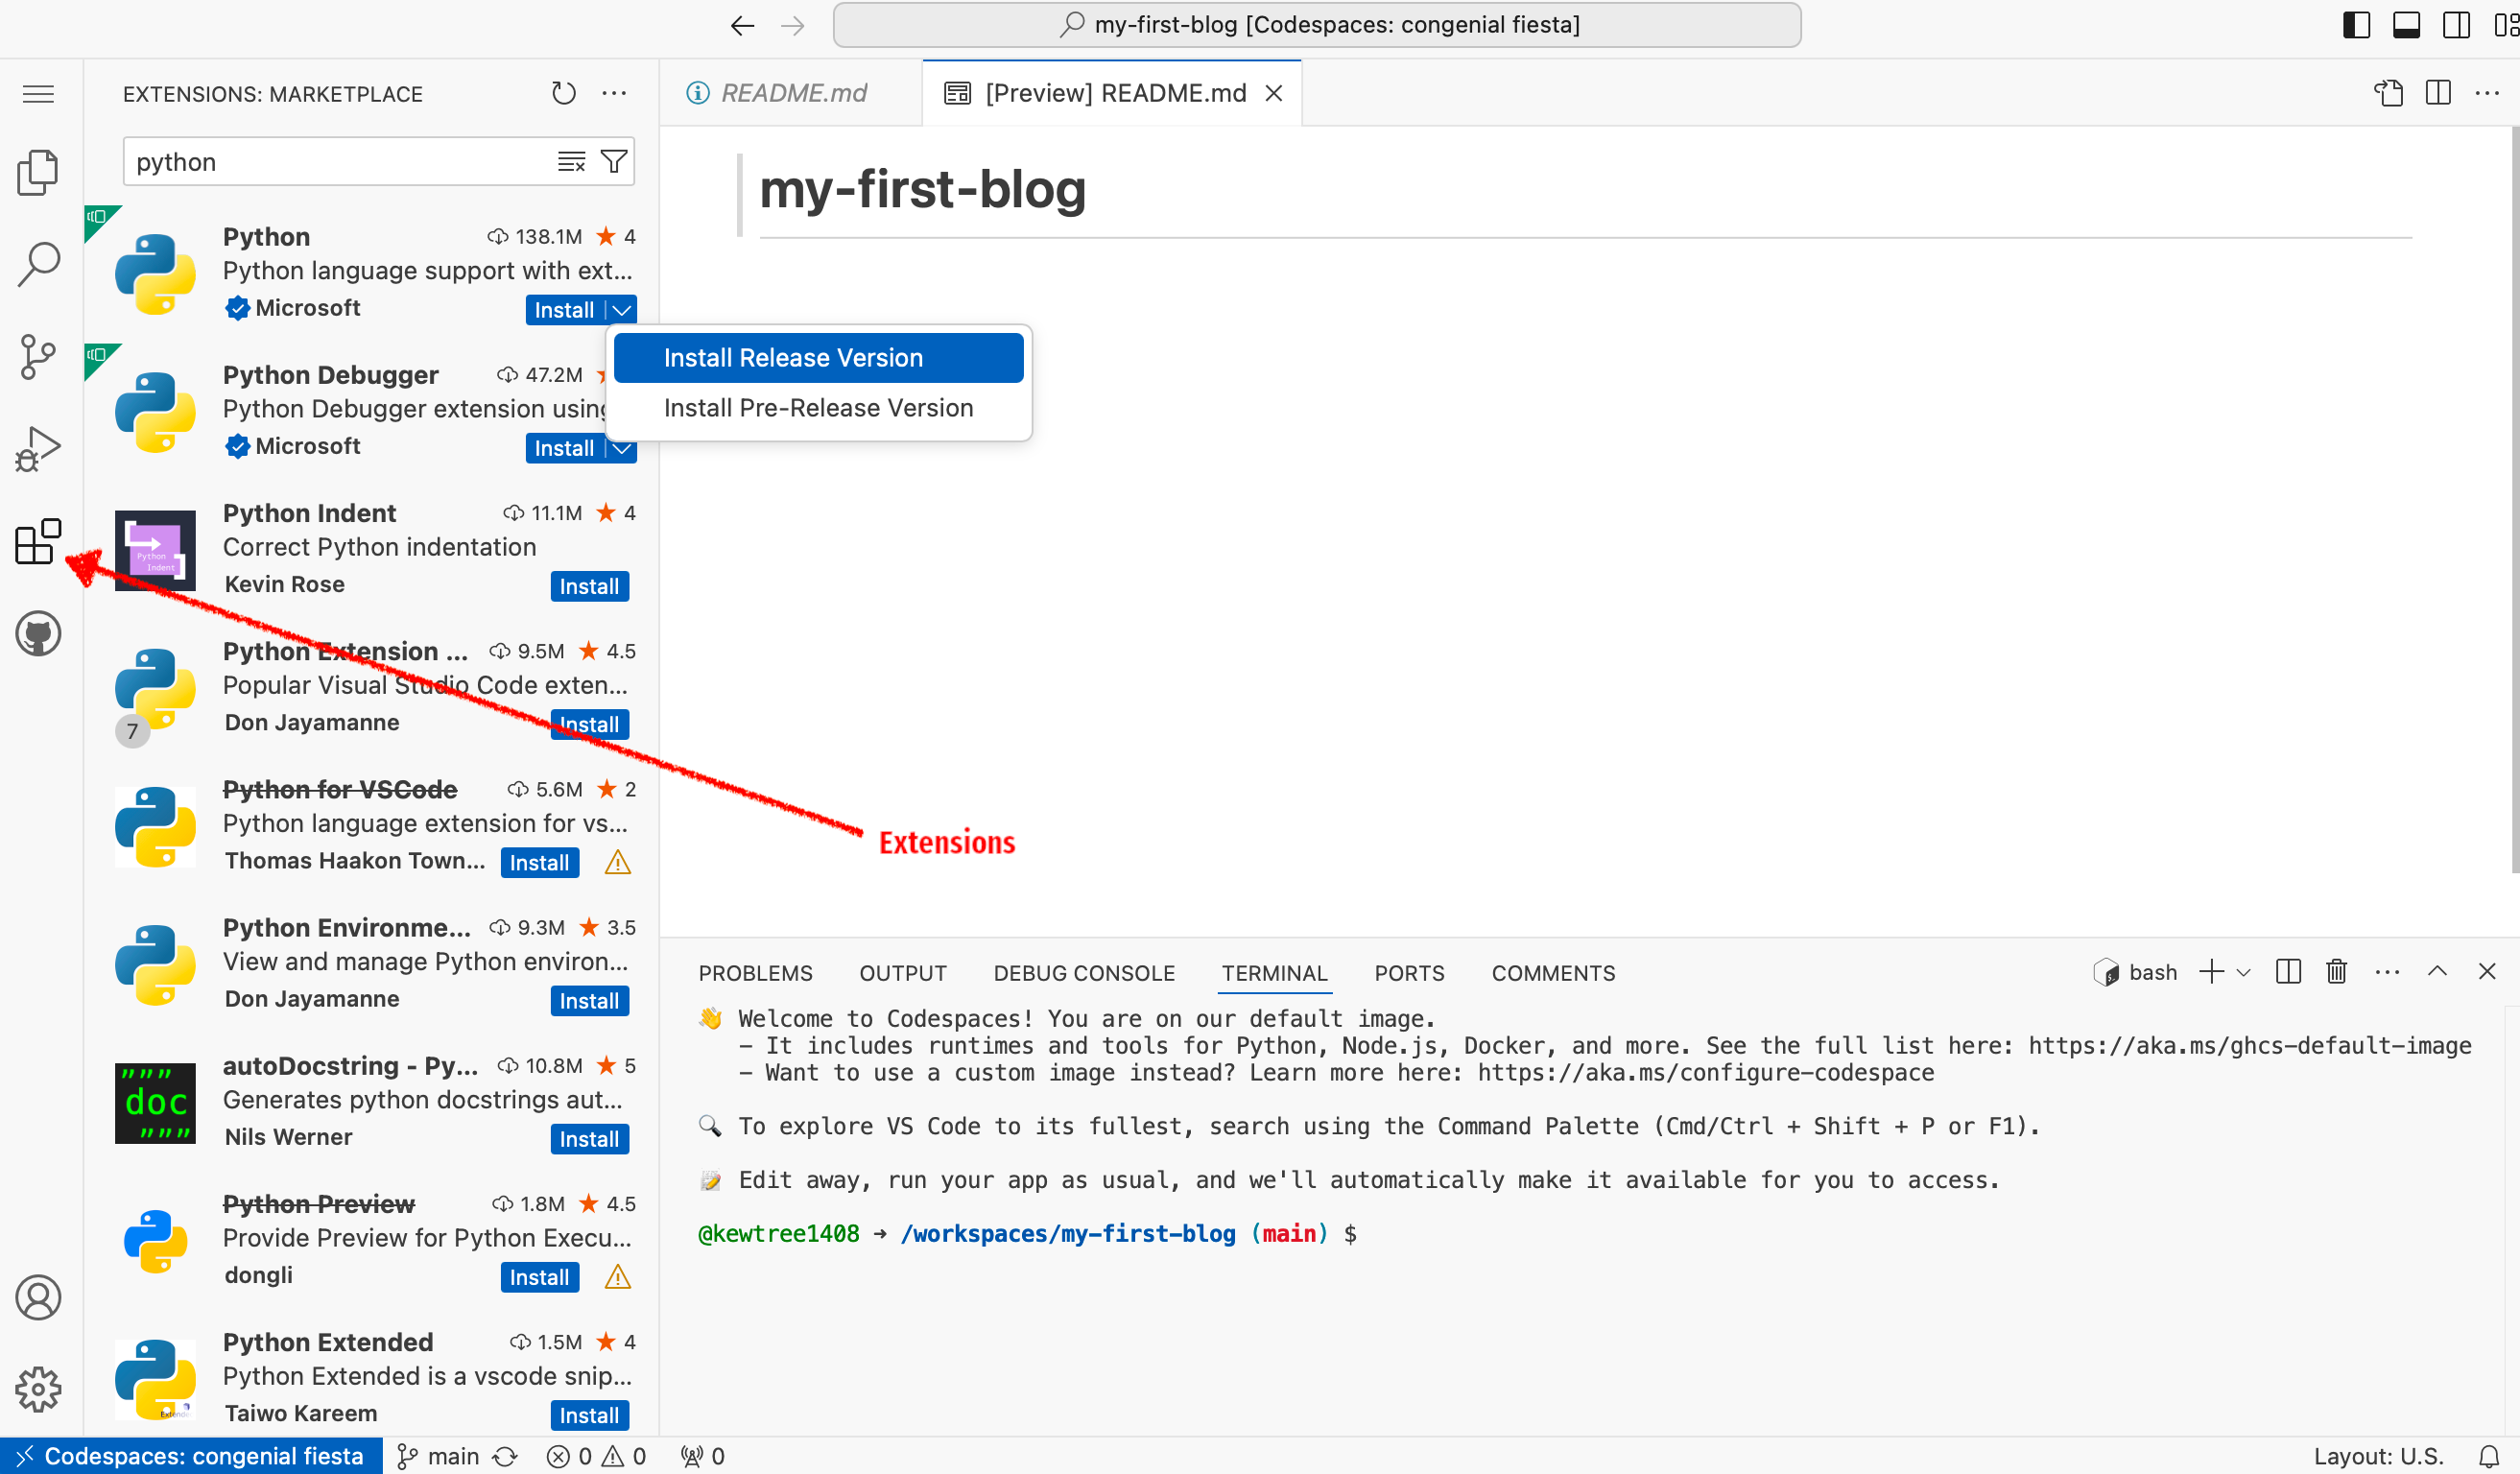 my-first-blog [Codespaces: congenial fiesta]
EXTENSIONS: MARKETPLACE
python
Python 138.1M 4
Python language support with ext...
Microsoft Install
Install Release Version
Install Pre-Release Version
Python Debugger 47.2M
Python Debugger extension using
Microsoft Install
Python Indent 11.1M 4
Correct Python indentation
Kevin Rose Install
Python
Indent
Python Extension ... 9.5M 4.5
Popular Visual Studio Code exten...
Don Jayamanne Install
7
Python for VSCode 5.6M 2
Python language extension for vs...
Thomas Haakon Town... Install
Python Environme... 9.3M 3.5
View and manage Python environ...
Don Jayamanne Install
autoDocstring - Py... 10.8M 5
Generates python docstrings aut...
Nils Werner Install
"""
doc
"""
Python Preview 1.8M 4.5
Provide Preview for Python Execu...
dongli Install
Python Extended 1.5M 4
Python Extended is a vscode snip...
Taiwo Kareem Install
README.md
[Preview] README.md
my-first-blog
Extensions
PROBLEMS OUTPUT DEBUG CONSOLE TERMINAL PORTS COMMENTS bash
👋 Welcome to Codespaces! You are on our default image.
- It includes runtimes and tools for Python, Node.js, Docker, and more. See the full list here: https://aka.ms/ghcs-default-image
- Want to use a custom image instead? Learn more here: https://aka.ms/configure-codespace
🔍 To explore VS Code to its fullest, search using the Command Palette (Cmd/Ctrl + Shift + P or F1).
📝 Edit away, run your app as usual, and we'll automatically make it available for you to access.
@kewtree1408 → /workspaces/my-first-blog (main) $
Codespaces: congenial fiesta main 0 0 0 Layout: U.S.